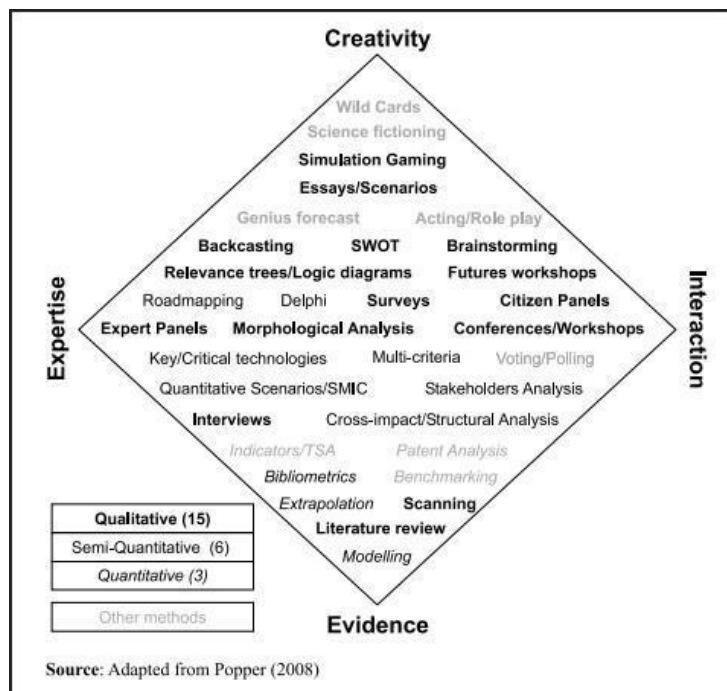 Creativity
Wild Cards
Science fictioning
Simulation Gaming
Essays/Scenarios
Genius forecast Acting/Role play
Backcasting SWOT Brainstorming
Relevance trees/Logic diagrams Futures workshops
Roadmapping Delphi Surveys Citizen Panels
Expert Panels Morphological Analysis Conferences/Workshops
Key/Critical technologies Multi-criteria Voting/Polling
Quantitative Scenarios/SMIC Stakeholders Analysis
Interviews Cross-impact/Structural Analysis
Indicators/TSA Patent Analysis
Bibliometrics Benchmarking
Extrapolation Scanning
Literature review
Modelling
Expertise
Interaction
Evidence
Qualitative (15)
Semi-Quantitative (6)
Quantitative (3)
Other methods
Source: Adapted from Popper (2008)